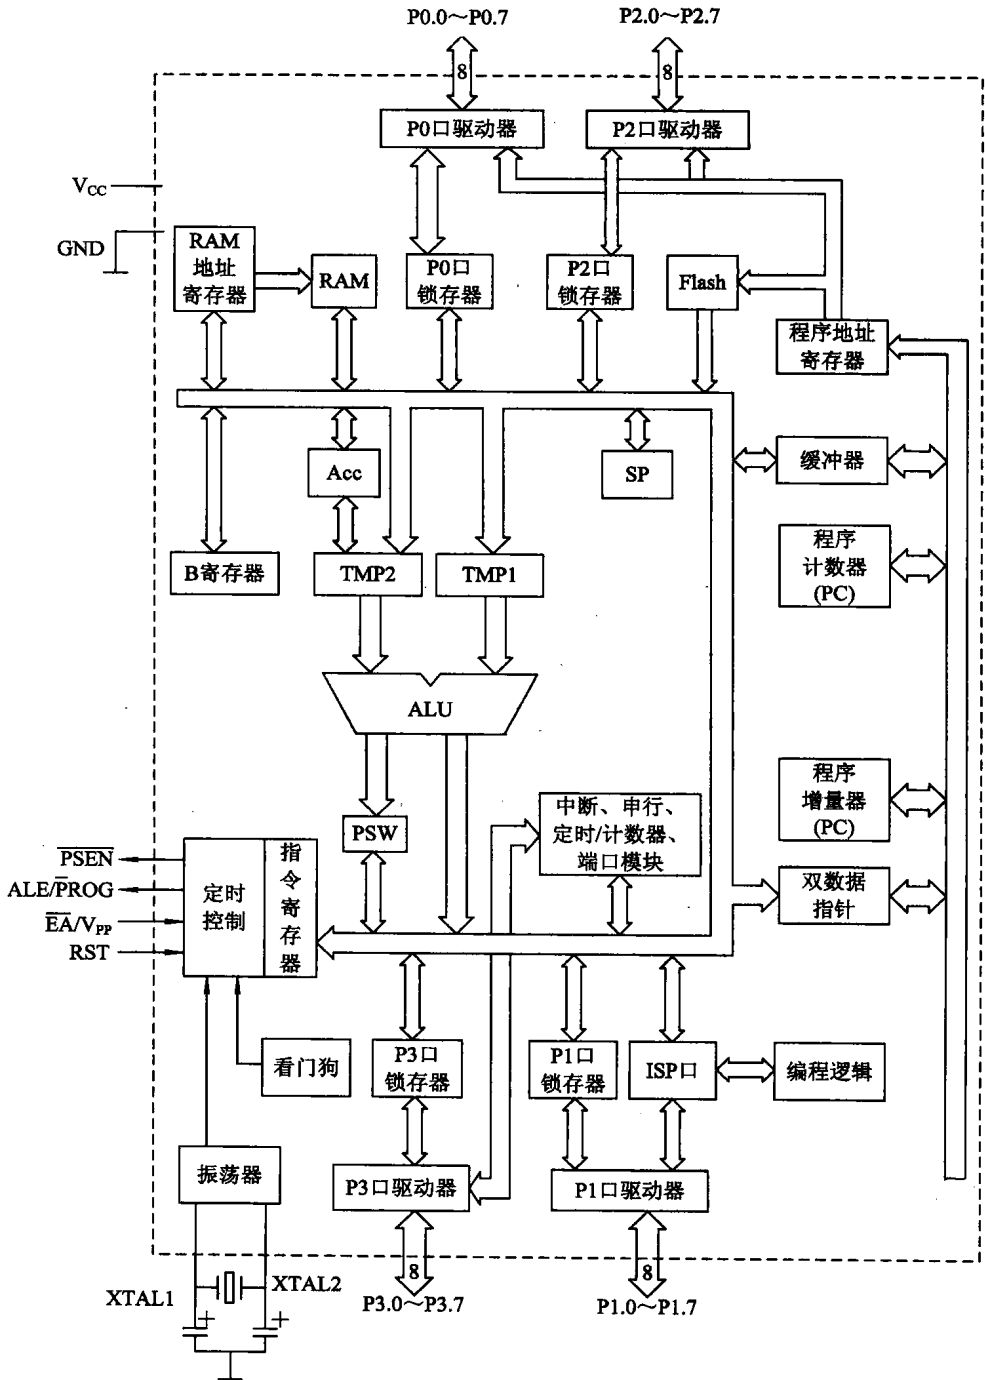 P0.0～P0.7
P2.0～P2.7
8
8
P0口驱动器
P2口驱动器
VCC
GND
RAM
地址
寄存器
RAM
P0口
锁存器
P2口
锁存器
Flash
程序地址
寄存器
Acc
SP
缓冲器
B寄存器
TMP2
TMP1
程序
计数器
(PC)
ALU
程序
增量器
(PC)
中断、串行、
定时/计数器、
端口模块
PSW
PSEN
ALE/PROG
EA/VPP
RST
定时
控制
指令寄存器
双数据
指针
看门狗
P3口
锁存器
P1口
锁存器
ISP口
编程逻辑
振荡器
P3口驱动器
P1口驱动器
8
8
XTAL1
XTAL2
P3.0～P3.7
P1.0～P1.7